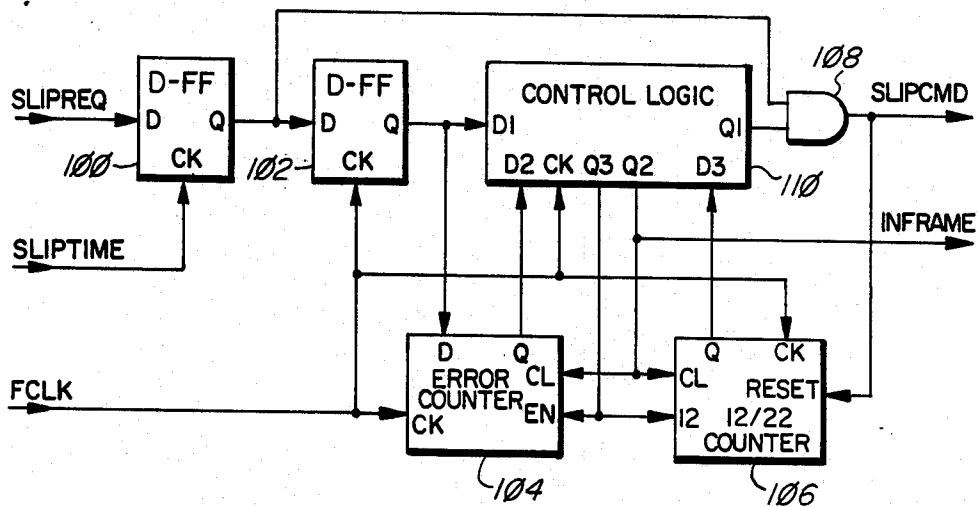 108
D-FF
D-FF
CONTROL LOGIC
SLIPCMD
SLIPREQ
D Q
D Q
D1
Q1
CK
CK
D2 CK Q3 Q2 D3
100
102
110
INFRAME
SLIPTIME
D Q
Q CK
ERROR
COUNTER
CL
CL
RESET
FCLK
CK
EN
12
12/22
COUNTER
104
106